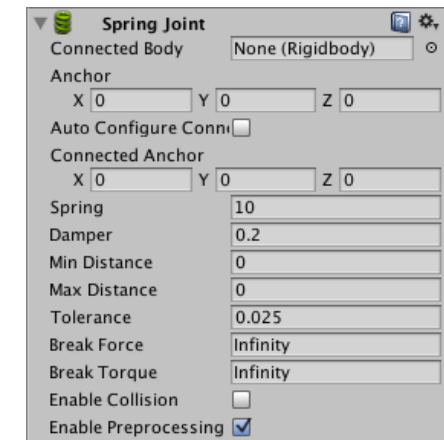 Spring Joint
Connected Body None (Rigidbody)
Anchor
X 0 Y 0 Z 0
Auto Configure Conn
Connected Anchor
X 0 Y 0 Z 0
Spring 10
Damper 0.2
Min Distance 0
Max Distance 0
Tolerance 0.025
Break Force Infinity
Break Torque Infinity
Enable Collision
Enable Preprocessing